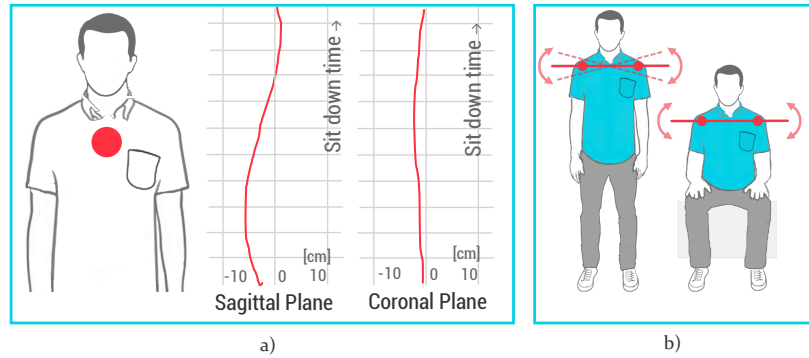 Sit down time →
[cm]
-10 0 10
Sagittal Plane
Sit down time →
[cm]
-10 0 10
Coronal Plane
a)
b)